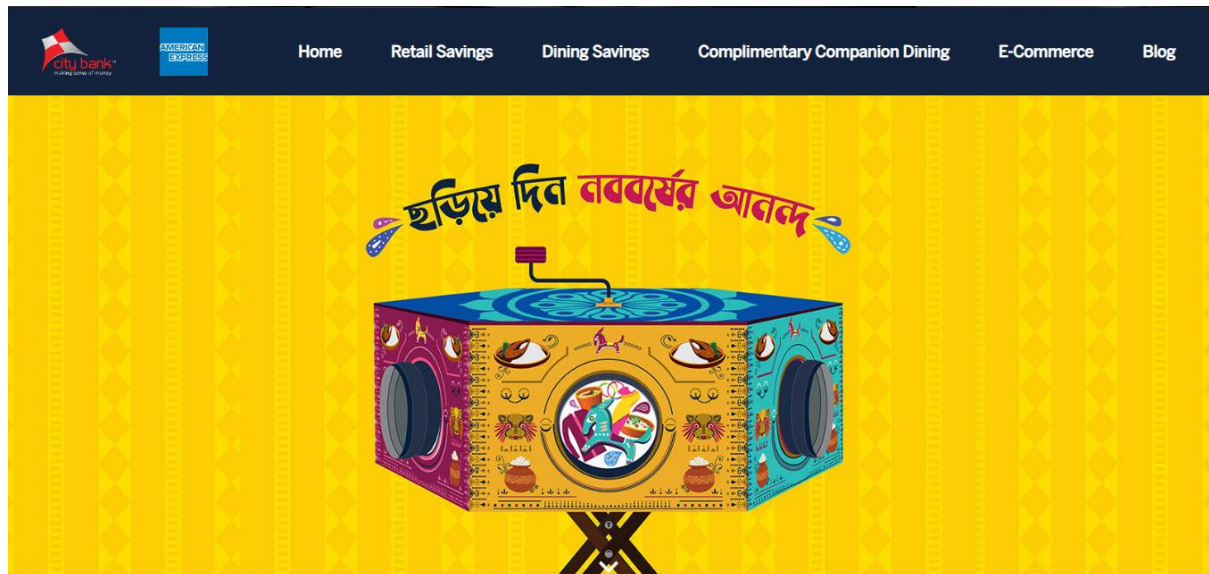 city bank™
making sense of money
AMERICAN
EXPRESS
Home
Retail Savings
Dining Savings
Complimentary Companion Dining
E-Commerce
Blog
ছড়িয়ে দিন নববর্ষের আনন্দ